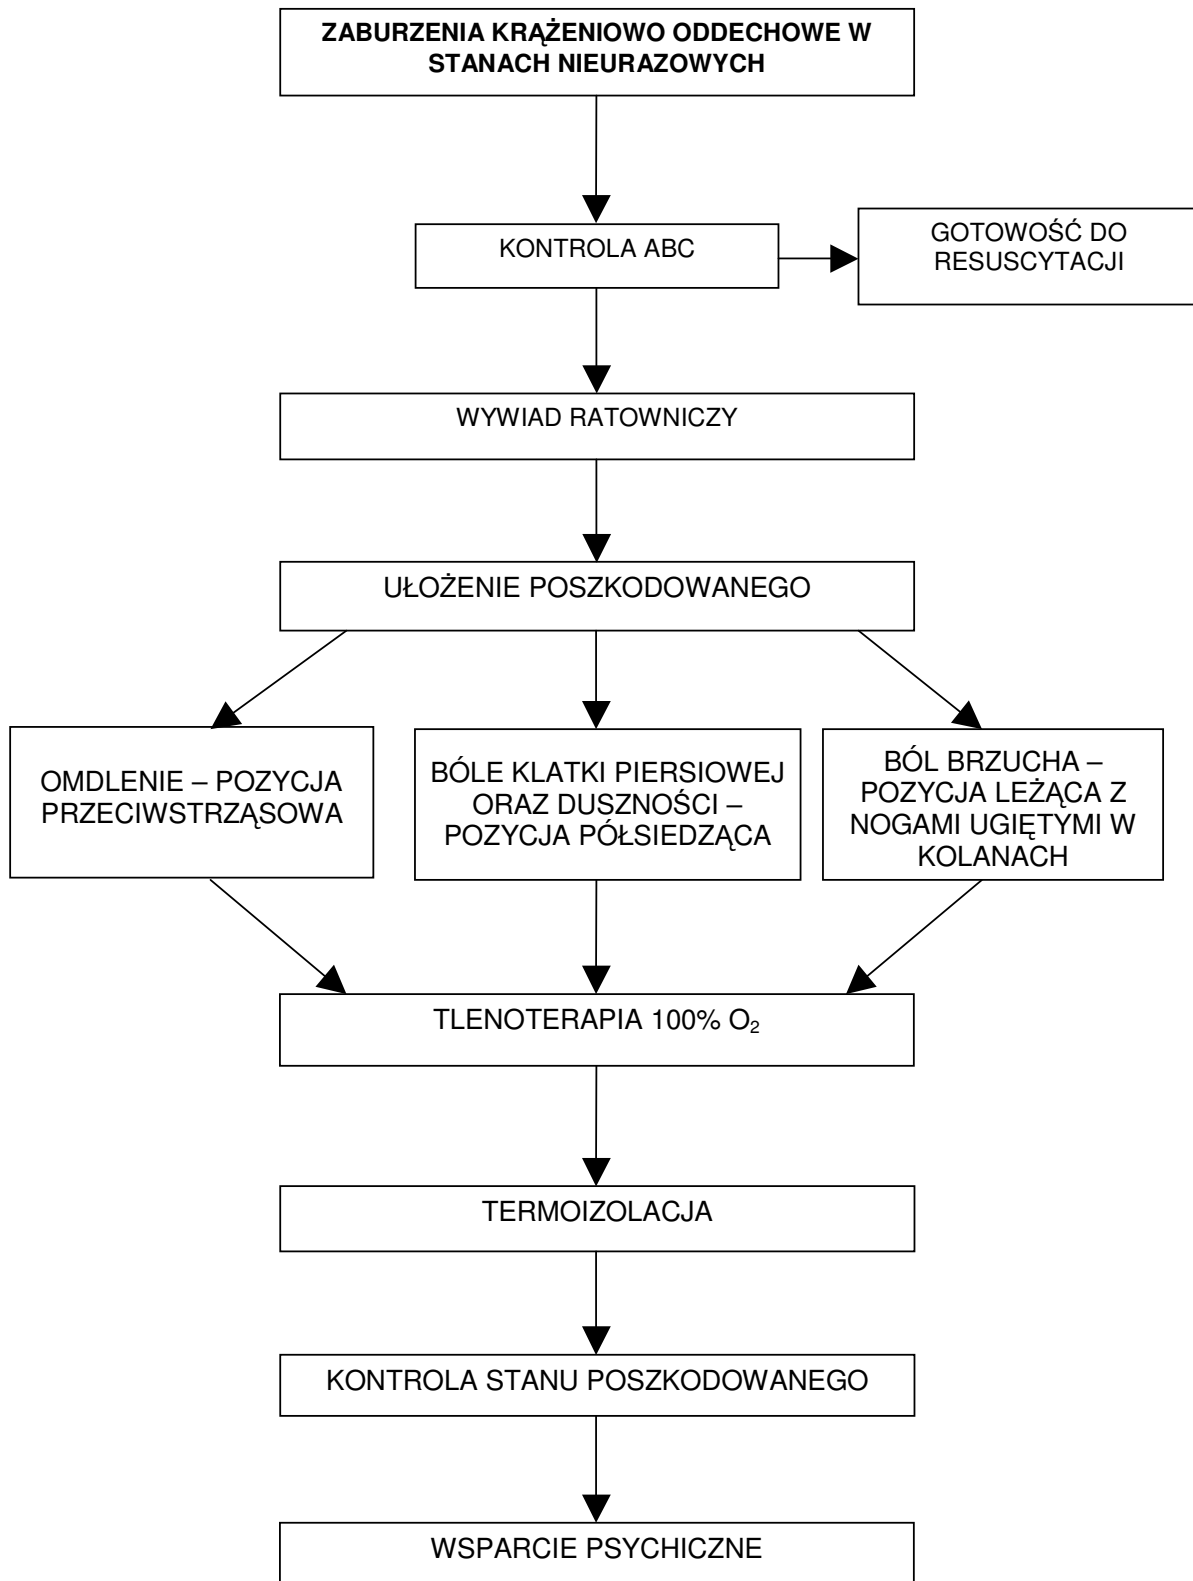 ZABURZENIA KRĄŻENIOWO ODDECHOWE W
STANACH NIEURAZOWYCH
KONTROLA ABC
GOTOWOŚĆ DO
RESUSCYTACJI
WYWIAD RATOWNICZY
UŁOŻENIE POSZKODOWANEGO
OMDLENIE – POZYCJA
PRZECIWSTRZĄSOWA
BÓLE KLATKI PIERSIOWEJ
ORAZ DUSZNOŚCI –
POZYCJA PÓŁSIEDZĄCA
BÓL BRZUCHA –
POZYCJA LEŻĄCA Z
NOGAMI UGIĘTYMI W
KOLANACH
TLENOTERAPIA 100% O₂
TERMOIZOLACJA
KONTROLA STANU POSZKODOWANEGO
WSPARCIE PSYCHICZNE